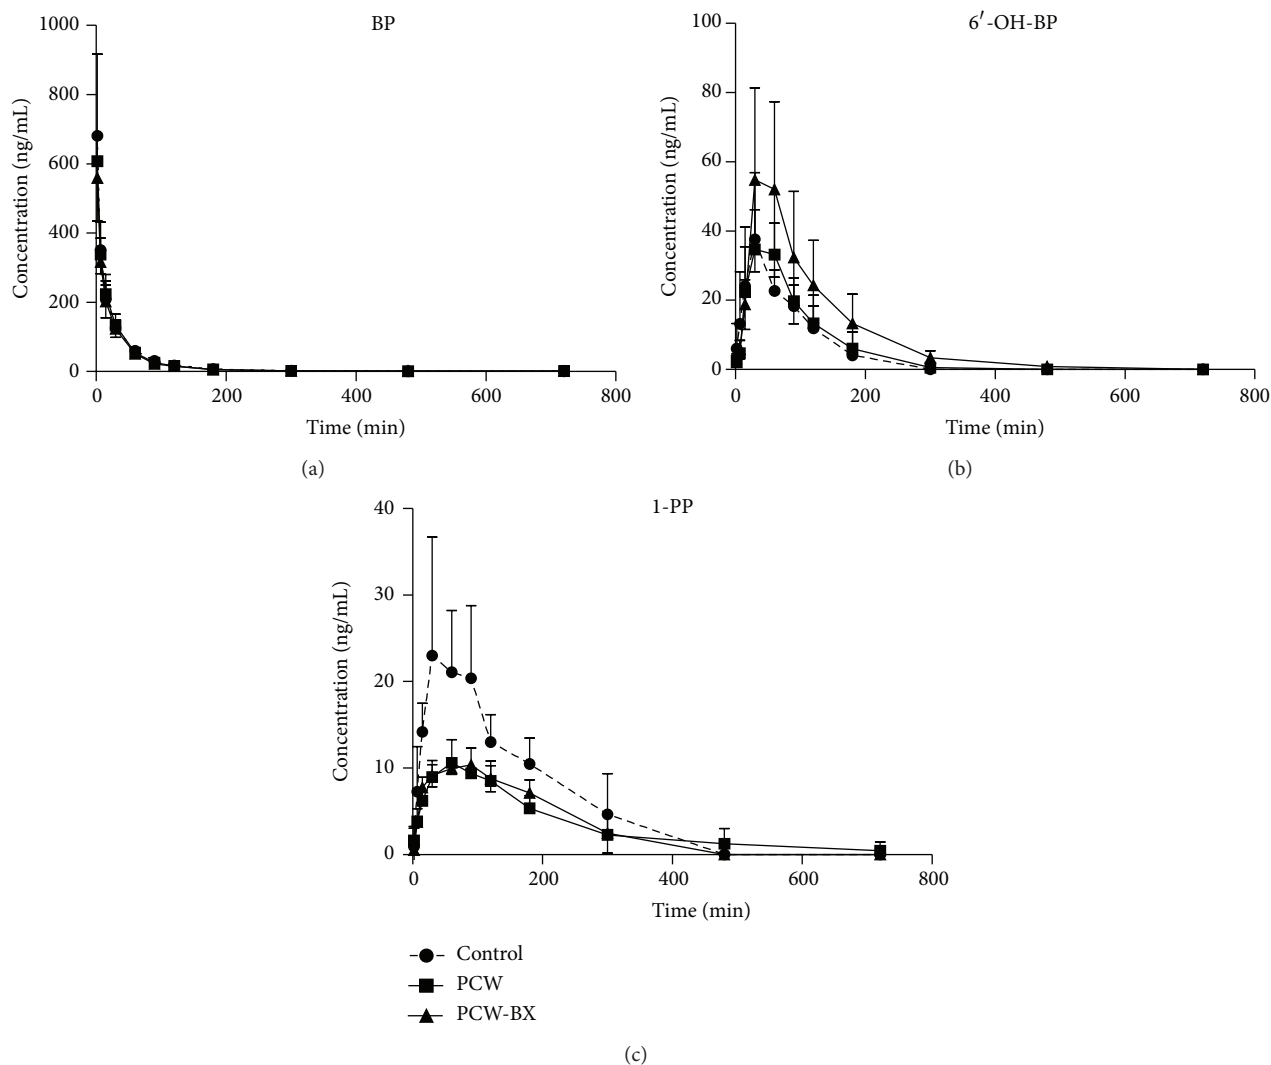 BP
Concentration (ng/mL)
1000
800
600
400
200
0
0 200 400 600 800
Time (min)
(a)
6′-OH-BP
Concentration (ng/mL)
100
80
60
40
20
0
0 200 400 600 800
Time (min)
(b)
1-PP
Concentration (ng/mL)
40
30
20
10
0
0 200 400 600 800
Time (min)
Control
PCW
PCW-BX
(c)